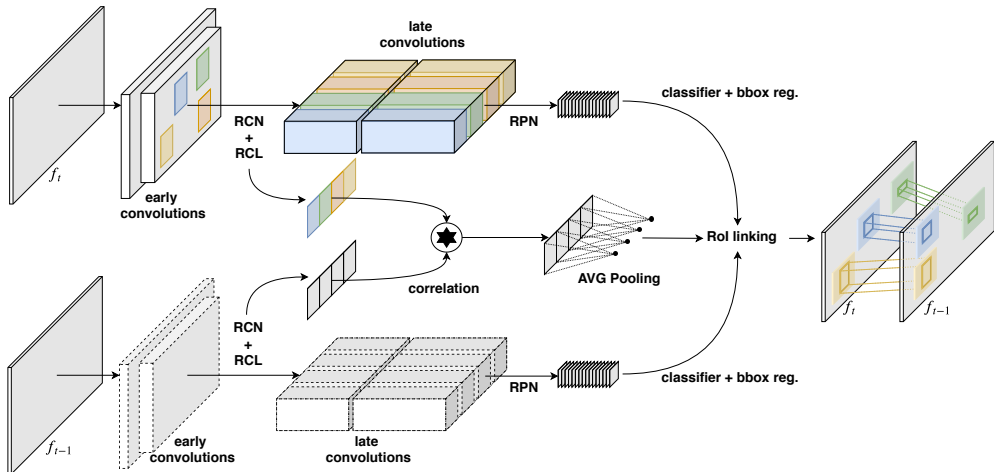 late
convolutions
classifier + bbox reg.
RCN
+
RCL
RPN
f_t
early
convolutions
RoI linking
correlation
AVG Pooling
f_t
f_{t-1}
RCN
+
RCL
RPN
classifier + bbox reg.
f_{t-1}
early
convolutions
late
convolutions